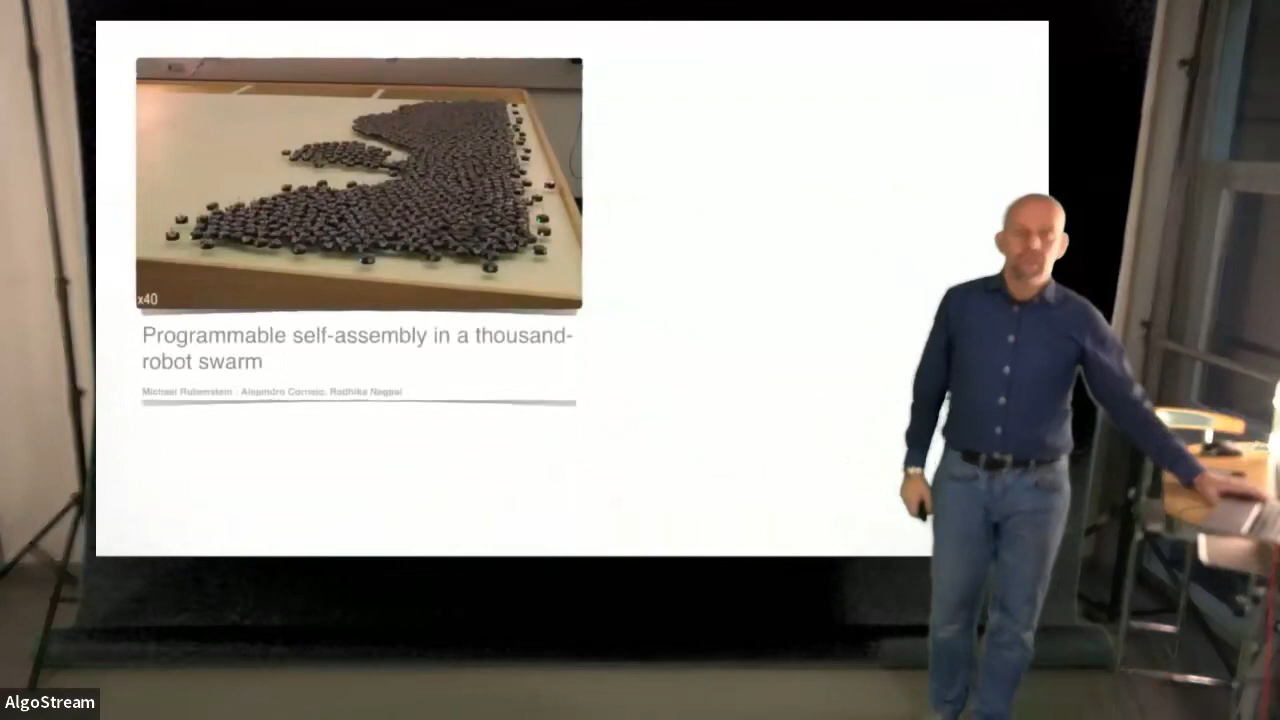 x40
Programmable self-assembly in a thousand-
robot swarm
Michael Rubenstein , Alejandro Cornejo, Radhika Nagpal
AlgoStream